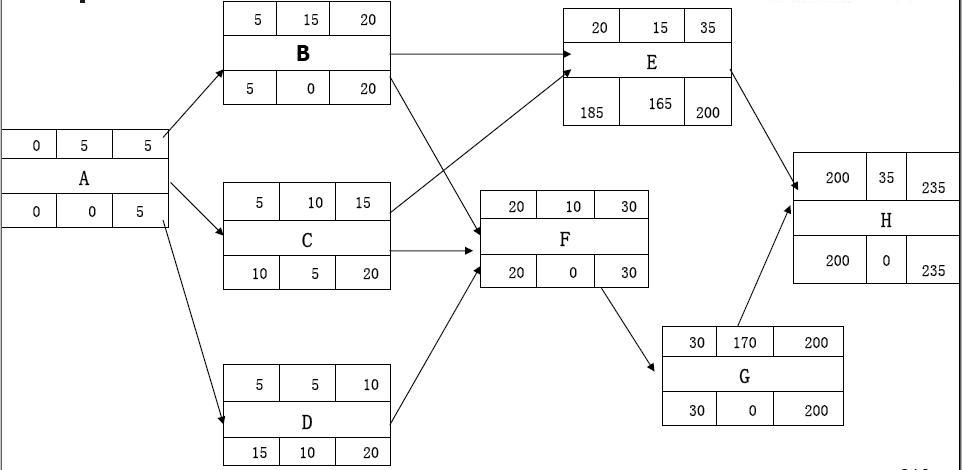 0 5 5
A
0 0 5
5 15 20
B
5 0 20
5 10 15
C
10 5 20
5 5 10
D
15 10 20
20 15 35
E
185 165 200
20 10 30
F
20 0 30
30 170 200
G
30 0 200
200 35 235
H
200 0 235